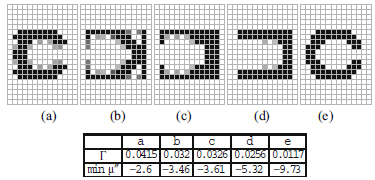 (a) (b) (c) (d) (e)
a b c d e
Γ 0.0415 0.032 0.0326 0.0256 0.0117
min μ″ −2.6 −3.46 −3.61 −5.32 −9.73